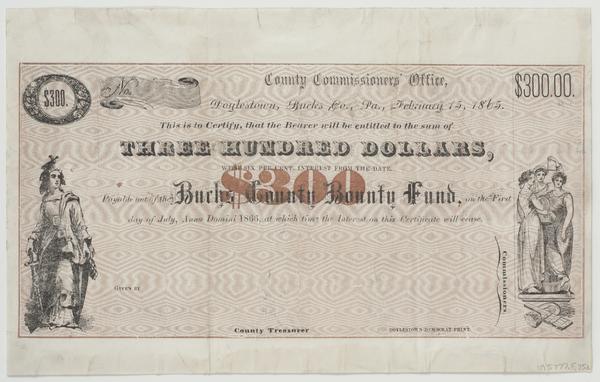 County Commissioners' Office,
$300.
No.
$300.00.
Doylestown, Bucks Co., Pa., February 15, 1865.
This is to Certify, that the Bearer will be entitled to the sum of
THREE HUNDRED DOLLARS,
WITH SIX PER CENT. INTEREST FROM THE DATE.
$300
Payable out of the Bucks County Bounty Fund, on the First
day of July, Anno Domini 1866, at which time the Interest on this Certificate will cease.
Commissioners.
Given by
County Treasurer
DOYLESTOWN DEMOCRAT PRINT.